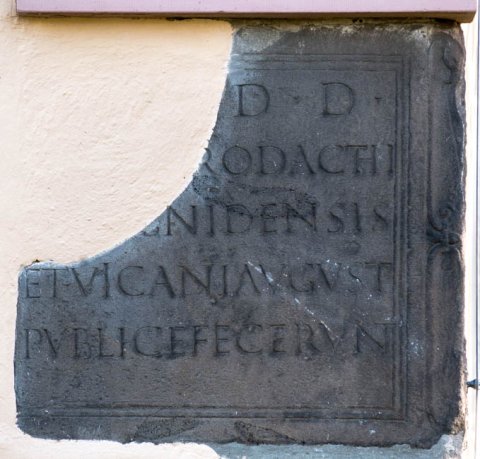 D · D ·
RODACTII
ENIDENSIS
ET VICANI AVGVST
PVBLICE FECERVNT